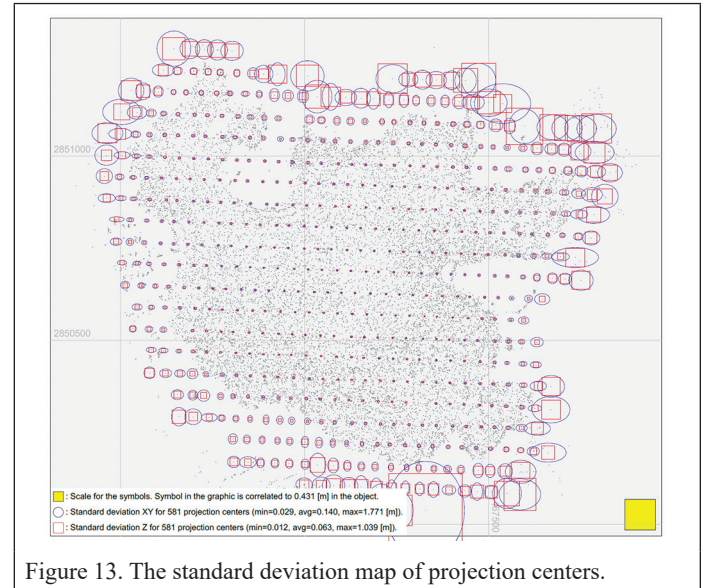 2851000
2850500
: Scale for the symbols. Symbol in the graphic is correlated to 0.431 [m] in the object.
: Standard deviation XY for 581 projection centers (min=0.029, avg=0.140, max=1.771 [m]).
: Standard deviation Z for 581 projection centers (min=0.012, avg=0.063, max=1.039 [m]).
67500
Figure 13. The standard deviation map of projection centers.